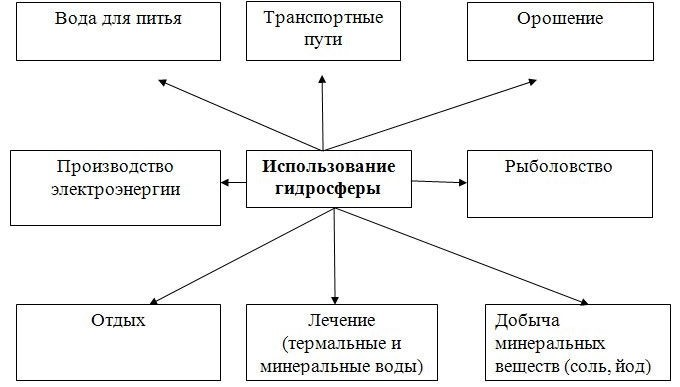 Вода для питья
Транспортные
пути
Орошение
Производство
электроэнергии
Использование
гидросферы
Рыболовство
Отдых
Лечение
(термальные и
минеральные воды)
Добыча
минеральных
веществ (соль, йод)